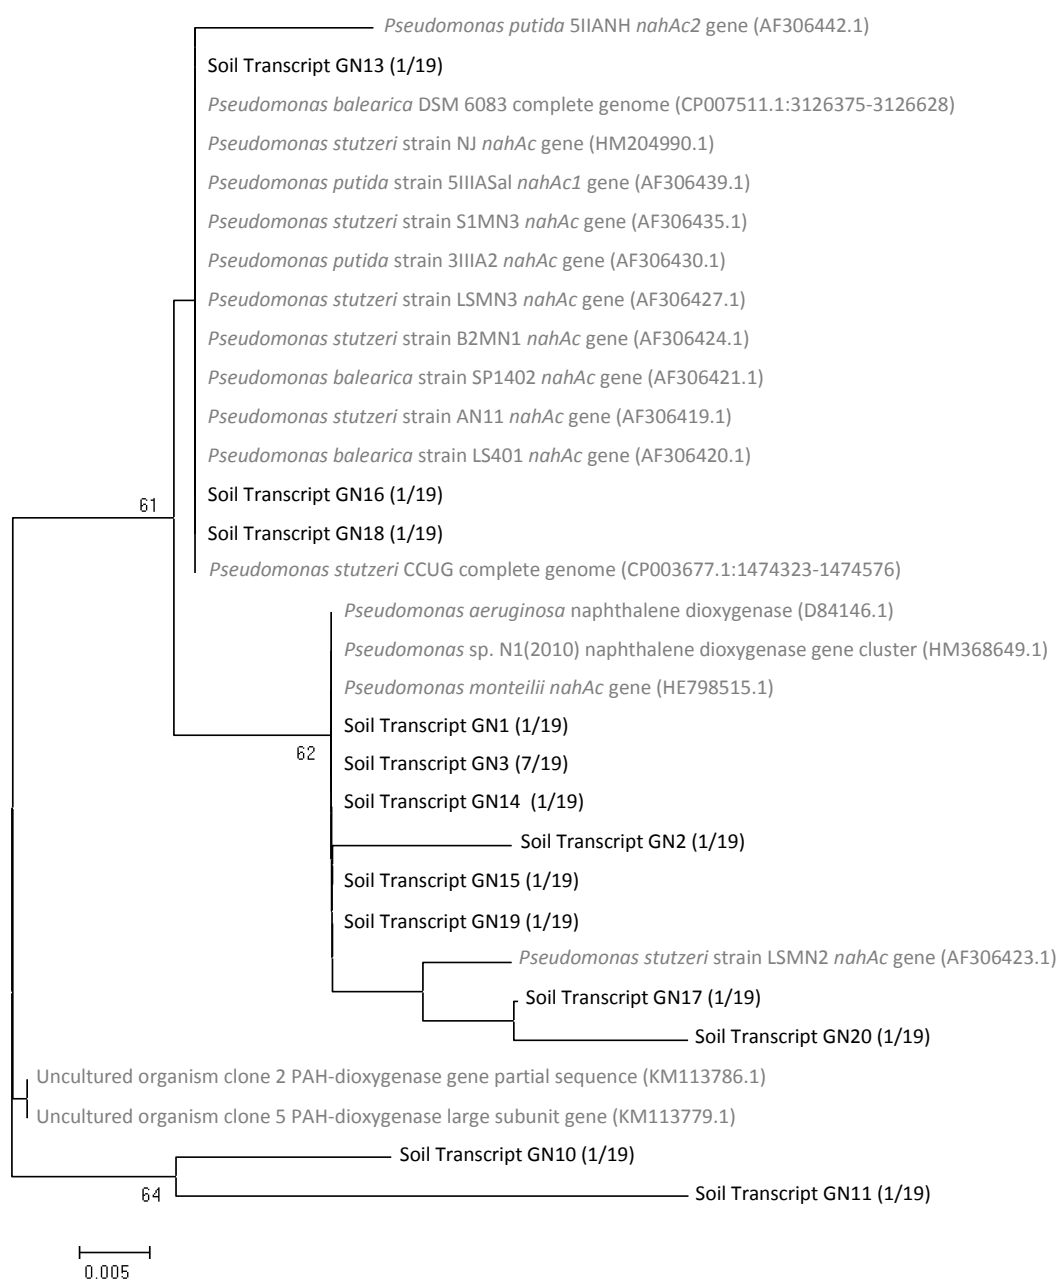 Pseudomonas putida 5IIANH nahAc2 gene (AF306442.1)
Soil Transcript GN13 (1/19)
Pseudomonas balearica DSM 6083 complete genome (CP007511.1:3126375-3126628)
Pseudomonas stutzeri strain NJ nahAc gene (HM204990.1)
Pseudomonas putida strain 5IIIASal nahAc1 gene (AF306439.1)
Pseudomonas stutzeri strain S1MN3 nahAc gene (AF306435.1)
Pseudomonas putida strain 3IIIA2 nahAc gene (AF306430.1)
Pseudomonas stutzeri strain LSMN3 nahAc gene (AF306427.1)
Pseudomonas stutzeri strain B2MN1 nahAc gene (AF306424.1)
Pseudomonas balearica strain SP1402 nahAc gene (AF306421.1)
Pseudomonas stutzeri strain AN11 nahAc gene (AF306419.1)
Pseudomonas balearica strain LS401 nahAc gene (AF306420.1)
Soil Transcript GN16 (1/19)
61
Soil Transcript GN18 (1/19)
Pseudomonas stutzeri CCUG complete genome (CP003677.1:1474323-1474576)
Pseudomonas aeruginosa naphthalene dioxygenase (D84146.1)
Pseudomonas sp. N1(2010) naphthalene dioxygenase gene cluster (HM368649.1)
Pseudomonas monteilii nahAc gene (HE798515.1)
Soil Transcript GN1 (1/19)
62
Soil Transcript GN3 (7/19)
Soil Transcript GN14 (1/19)
Soil Transcript GN2 (1/19)
Soil Transcript GN15 (1/19)
Soil Transcript GN19 (1/19)
Pseudomonas stutzeri strain LSMN2 nahAc gene (AF306423.1)
Soil Transcript GN17 (1/19)
Soil Transcript GN20 (1/19)
Uncultured organism clone 2 PAH-dioxygenase gene partial sequence (KM113786.1)
Uncultured organism clone 5 PAH-dioxygenase large subunit gene (KM113779.1)
Soil Transcript GN10 (1/19)
64
Soil Transcript GN11 (1/19)
0.005